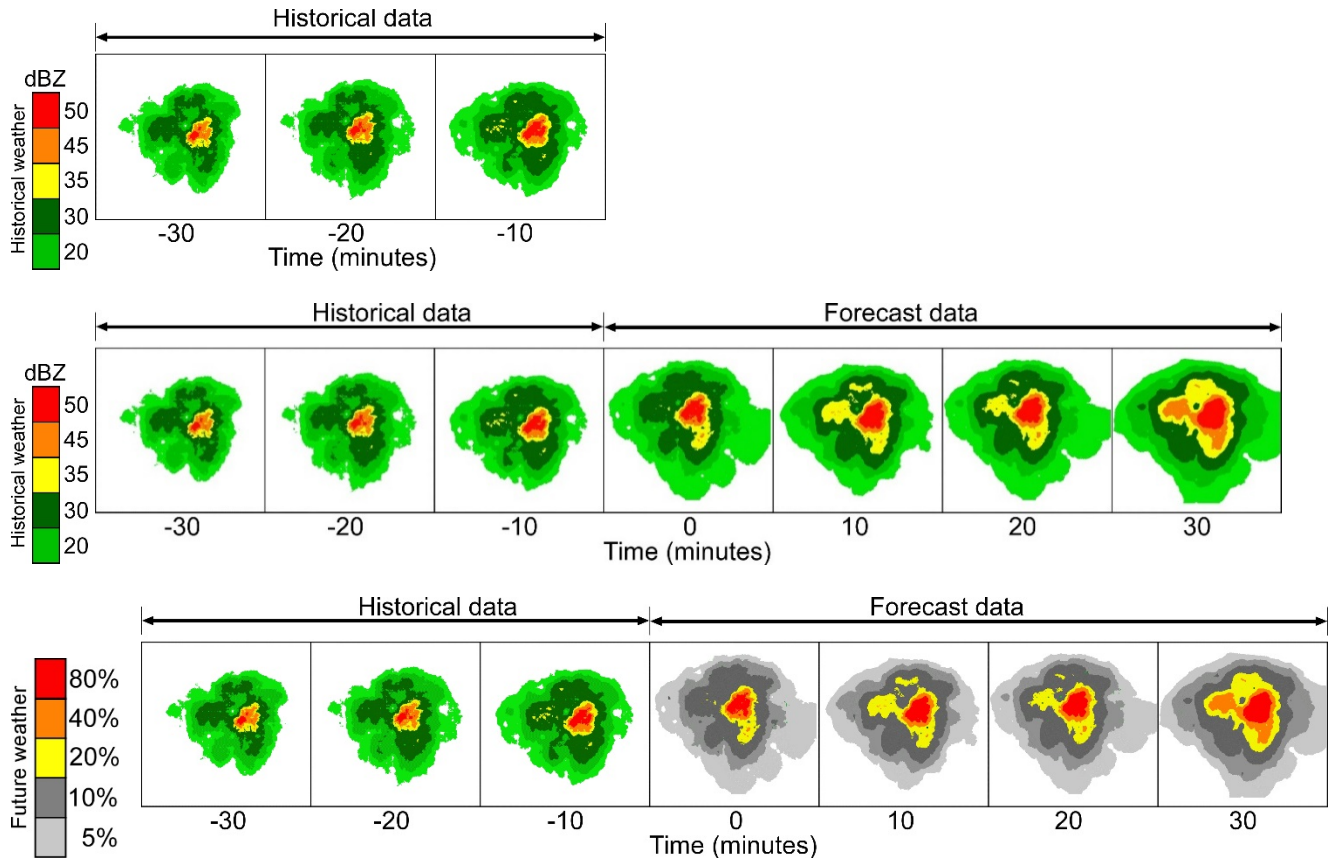 Historical data
dBZ
Historical weather
50
45
35
30
20
-30 -20 -10
Time (minutes)
Historical data Forecast data
dBZ
Historical weather
50
45
35
30
20
-30 -20 -10 0 10 20 30
Time (minutes)
Historical data Forecast data
Future weather
80%
40%
20%
10%
5%
-30 -20 -10 0 10 20 30
Time (minutes)